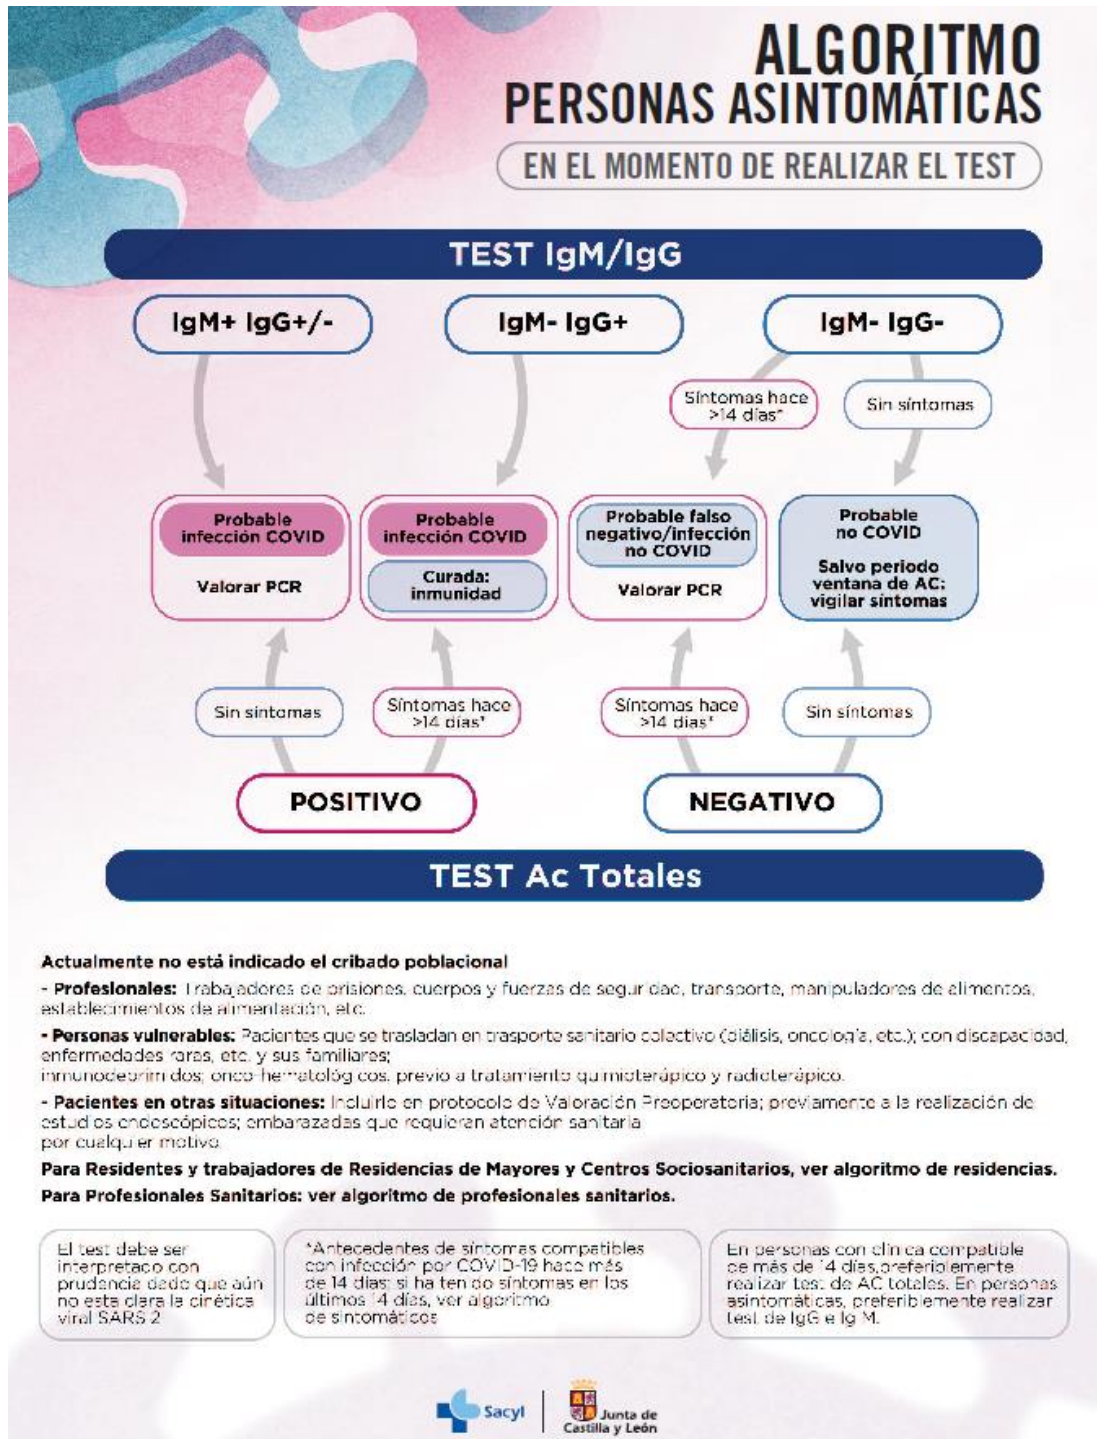 ALGORITMO
PERSONAS ASINTOMÁTICAS
EN EL MOMENTO DE REALIZAR EL TEST
TEST IgM/IgG
IgM+ IgG+/-
IgM- IgG+
IgM- IgG-
Síntomas hace
>14 días*
Sin síntomas
Probable
infección COVID
Valorar PCR
Probable
infección COVID
Curada:
inmunidad
Probable falso
negativo/infección
no COVID
Valorar PCR
Probable
no COVID
Salvo periodo
ventana de AC:
vigilar síntomas
Sin síntomas
Síntomas hace
>14 días*
Síntomas hace
>14 días*
Sin síntomas
POSITIVO
NEGATIVO
TEST Ac Totales
Actualmente no está indicado el cribado poblacional
- Profesionales: Trabajadores de prisiones, cuerpos y fuerzas de seguridad, transporte, manipuladores de alimentos,
establecimientos de alimentación, etc.
- Personas vulnerables: Pacientes que se trasladan en trasporte sanitario colectivo (diálisis, oncología, etc.); con discapacidad,
enfermedades raras, etc. y sus familiares;
inmunodeprimidos; onco-hematológicos, previo a tratamiento quimioterápico y radioterápico.
- Pacientes en otras situaciones: Incluirlo en protocolo de Valoración Preoperatoria; previamente a la realización de
estudios endoscópicos; embarazadas que requieran atención sanitaria
por cualquier motivo.
Para Residentes y trabajadores de Residencias de Mayores y Centros Sociosanitarios, ver algoritmo de residencias.
Para Profesionales Sanitarios: ver algoritmo de profesionales sanitarios.
El test debe ser
interpretado con
prudencia dado que aún
no esta clara la cinética
viral SARS 2
*Antecedentes de síntomas compatibles
con infección por COVID-19 hace más
de 14 días; si ha tenido síntomas en los
últimos 14 días, ver algoritmo
de sintomáticos
En personas con clínica compatible
de más de 14 días,preferiblemente
realizar test de AC totales. En personas
asintomáticas, preferiblemente realizar
test de IgG e Ig M.
Sacyl
Junta de
Castilla y León